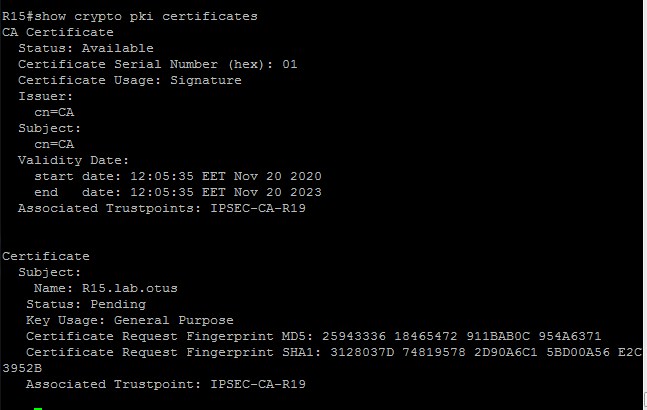 R15#show crypto pki certificates
CA Certificate
  Status: Available
  Certificate Serial Number (hex): 01
  Certificate Usage: Signature
  Issuer:
    cn=CA
  Subject:
    cn=CA
  Validity Date:
    start date: 12:05:35 EET Nov 20 2020
    end   date: 12:05:35 EET Nov 20 2023
  Associated Trustpoints: IPSEC-CA-R19
Certificate
  Subject:
    Name: R15.lab.otus
   Status: Pending
   Key Usage: General Purpose
   Certificate Request Fingerprint MD5: 25943336 18465472 911BAB0C 954A6371
   Certificate Request Fingerprint SHA1: 3128037D 74819578 2D90A6C1 5BD00A56 E2C
3952B
   Associated Trustpoint: IPSEC-CA-R19